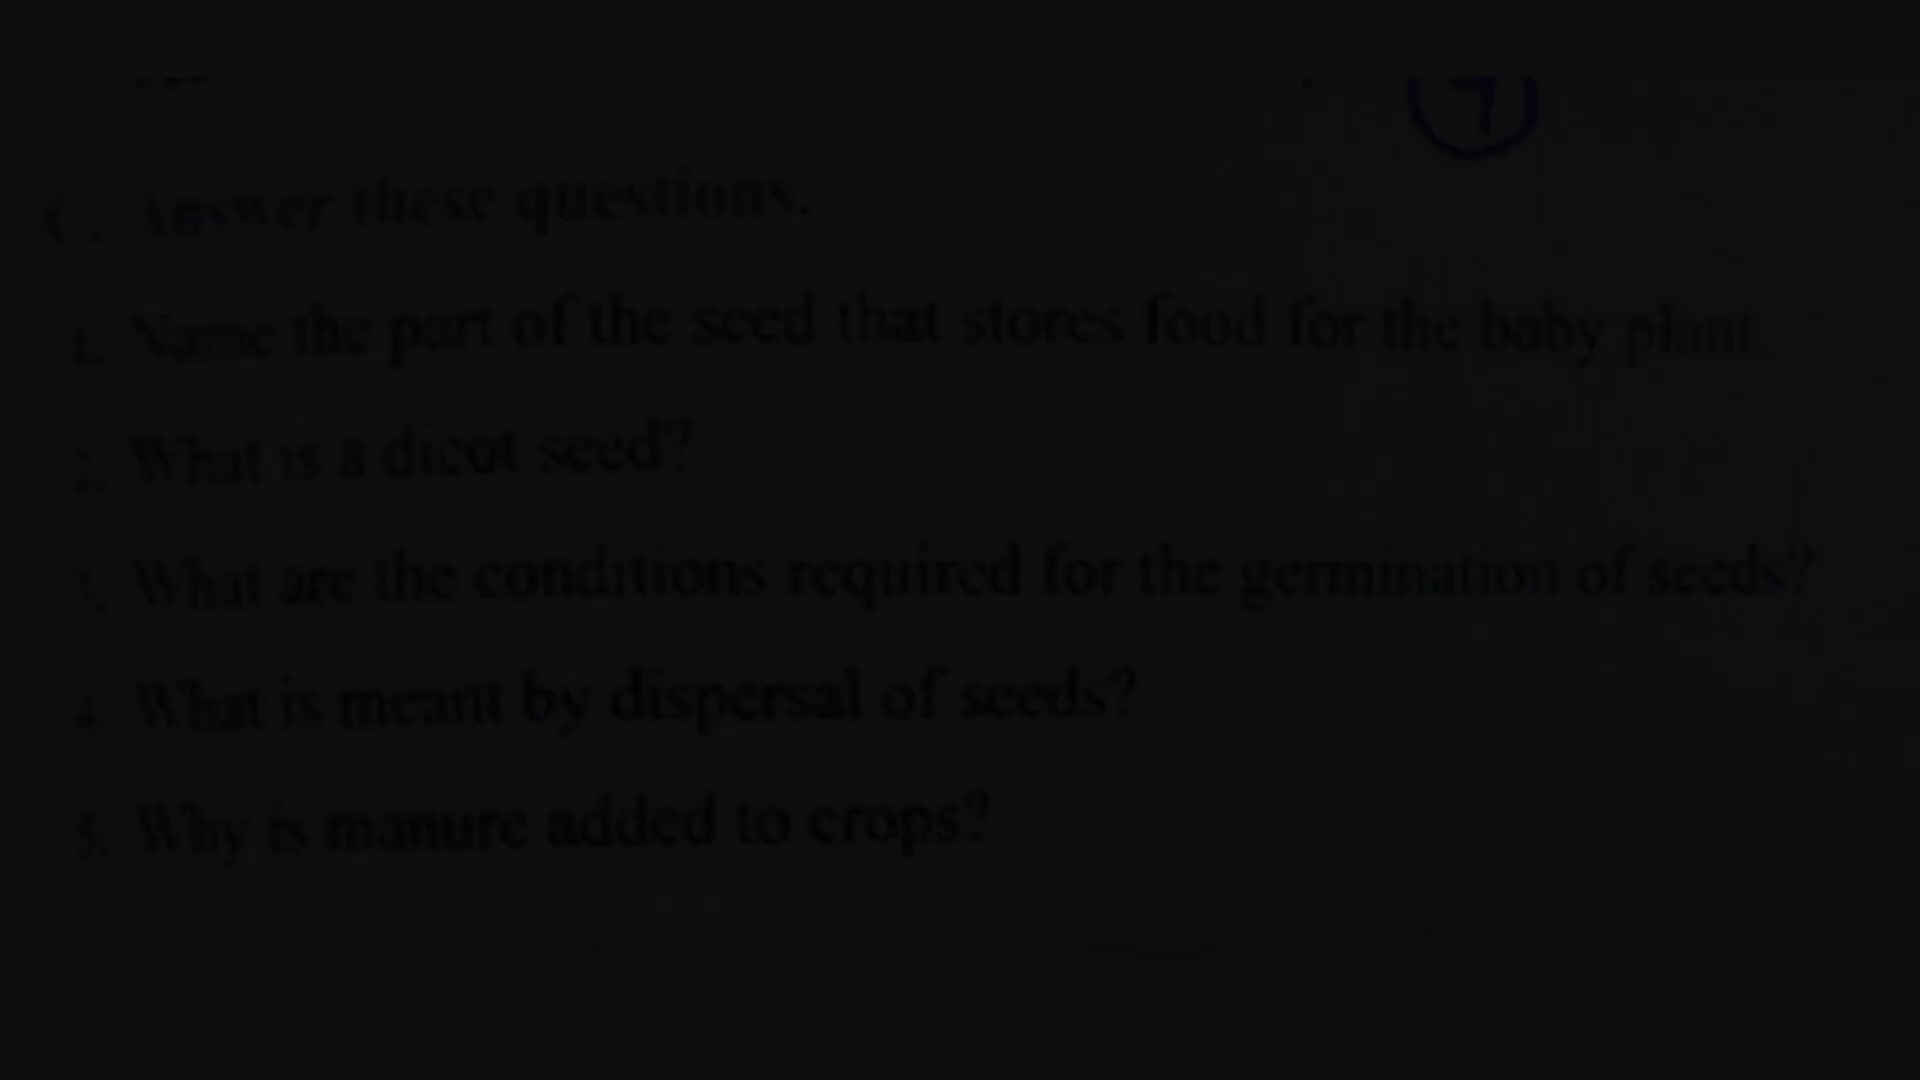 C. Answer these questions.
1. Name the part of the seed that stores food for the baby plant.
2. What is a dicot seed?
3. What are the conditions required for the germination of seeds?
4. What is meant by dispersal of seeds?
5. Why is manure added to crops?